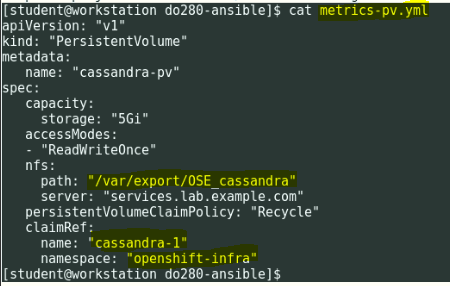 [student@workstation do280-ansible]$ cat metrics-pv.yml
apiVersion: "v1"
kind: "PersistentVolume"
metadata:
  name: "cassandra-pv"
spec:
  capacity:
    storage: "5Gi"
  accessModes:
  - "ReadWriteOnce"
  nfs:
    path: "/var/export/OSE_cassandra"
    server: "services.lab.example.com"
  persistentVolumeClaimPolicy: "Recycle"
  claimRef:
    name: "cassandra-1"
    namespace: "openshift-infra"
[student@workstation do280-ansible]$